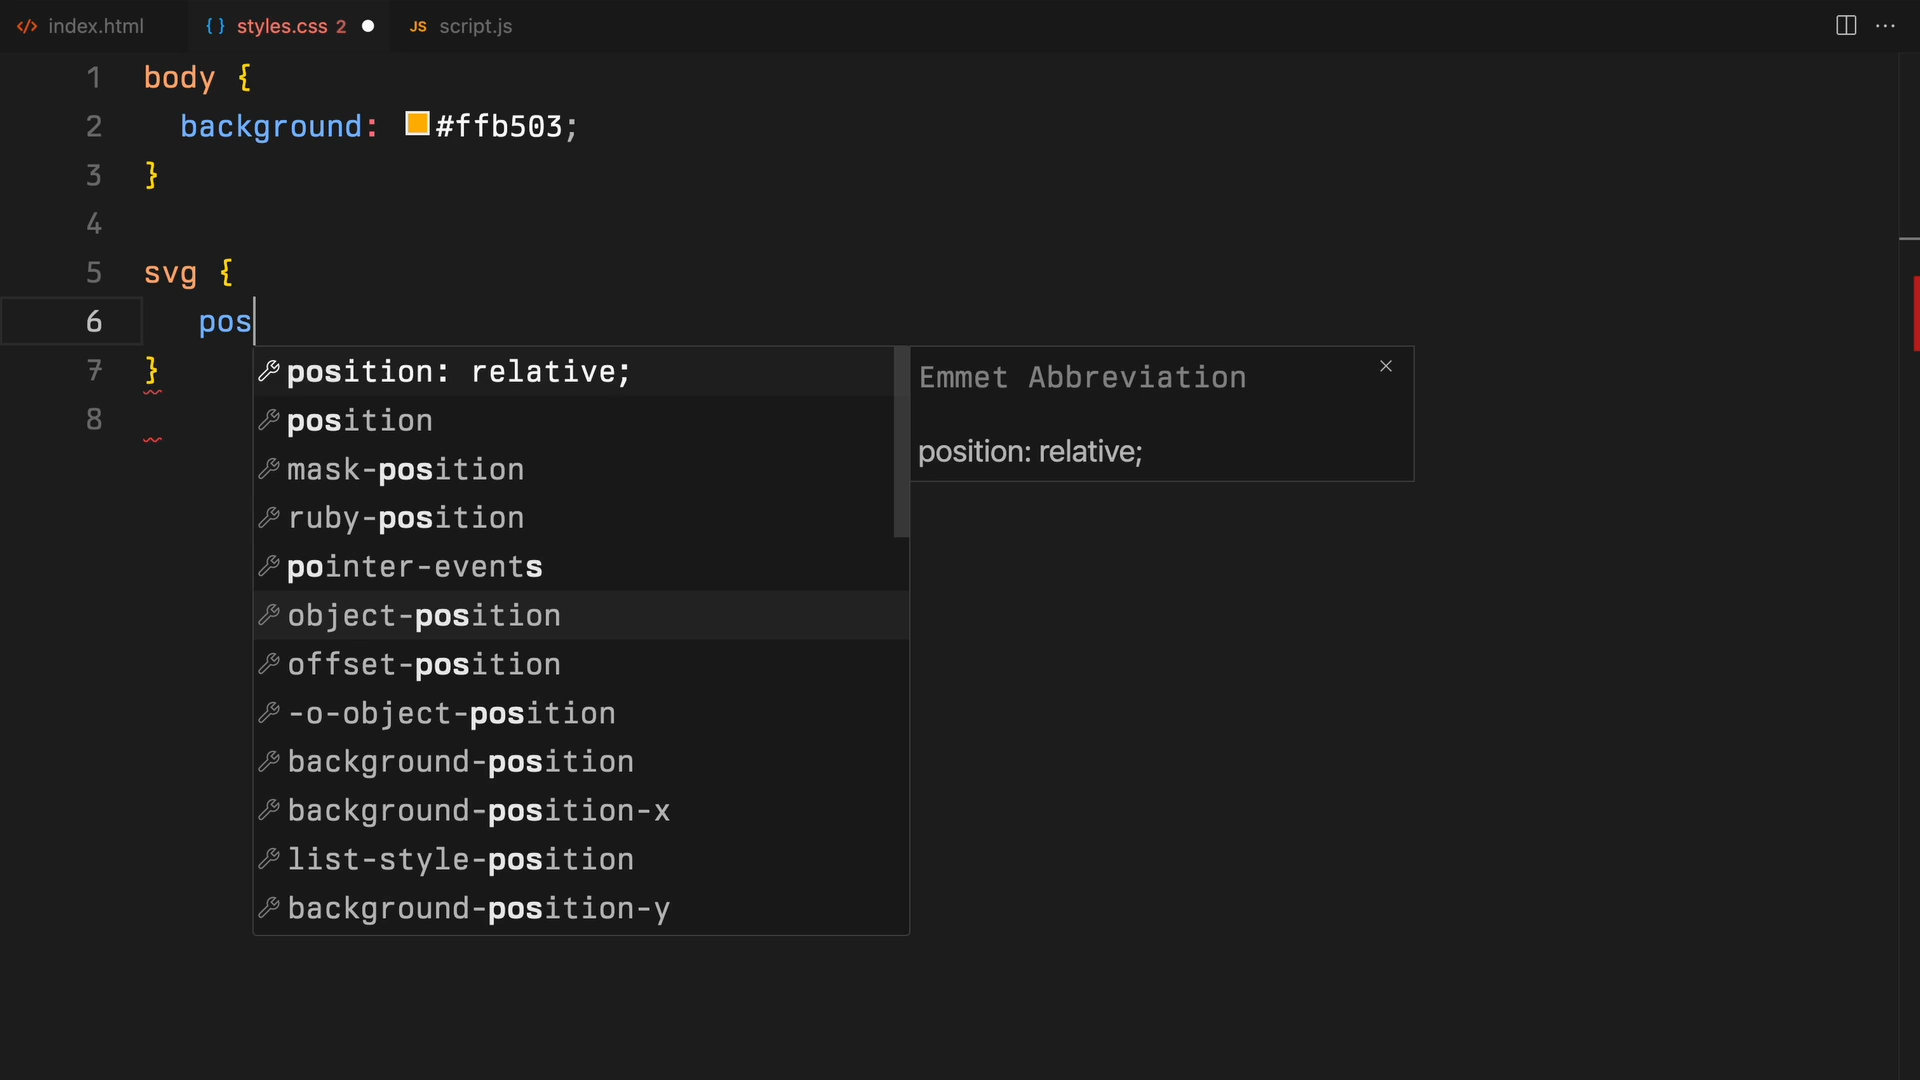 index.html styles.css 2 JS script.js
1 body {
2 background: #ffb503;
3 }
4
5 svg {
6 pos
7 }
8
position: relative;
position
mask-position
ruby-position
pointer-events
object-position
offset-position
-o-object-position
background-position
background-position-x
list-style-position
background-position-y
Emmet Abbreviation
position: relative;